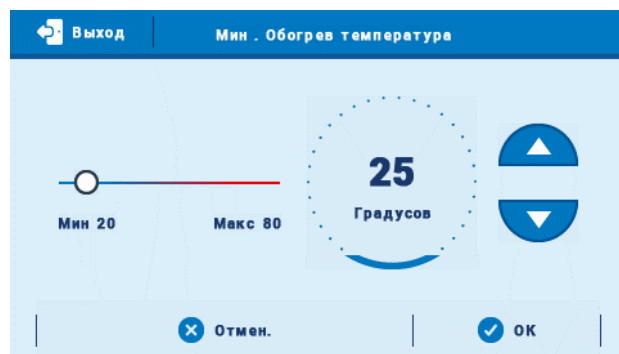 Выход
Мин . Обогрев температура
25
Градусов
Мин 20
Макс 80
Отмен.
OK